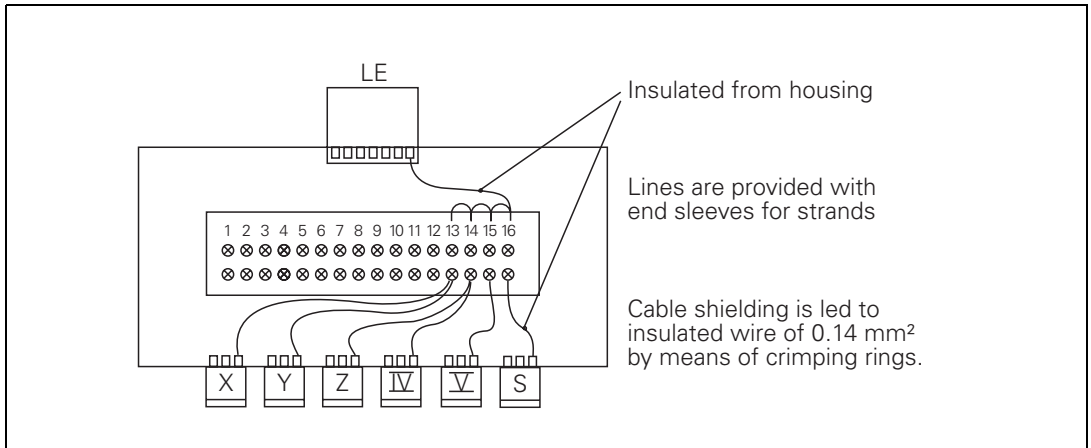 LE
Insulated from housing
Lines are provided with
end sleeves for strands
1 2 3 4 5 6 7 8 9 10 11 12 13 14 15 16
Cable shielding is led to
insulated wire of 0.14 mm²
by means of crimping rings.
X Y Z IV V S